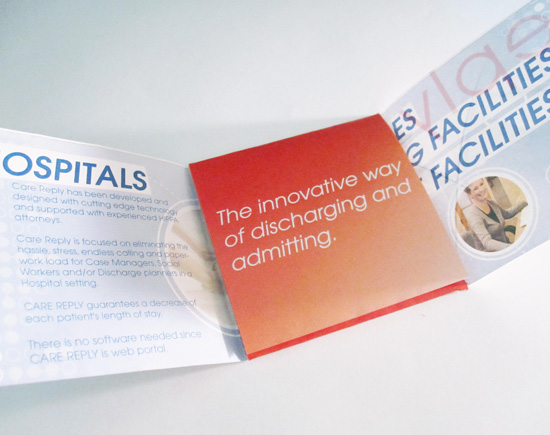 OSPITALS
Care Reply has been developed and
designed with cutting edge technology
and supported with experienced
attorneys.
Care Reply is focused on eliminating the
hassle, stress, endless calling and paper
work load for Case Managers, Social
Workers and/or Discharge planners in a
Hospital setting.
CARE REPLY guarantees a decrease of
each patient's length of stay.
There is no software needed since
CARE REPLY is web portal
The innovative way
of discharging and
admitting.
ES
G FACILITIES
FACILITIES